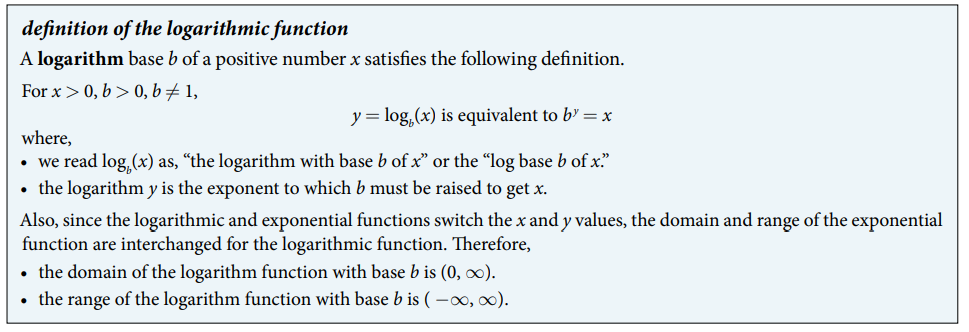 definition of the logarithmic function
A logarithm base b of a positive number x satisfies the following definition.
For x > 0, b > 0, b ≠ 1,
y = log_b(x) is equivalent to b^y = x
where,
• we read log_b(x) as, “the logarithm with base b of x” or the “log base b of x.”
• the logarithm y is the exponent to which b must be raised to get x.
Also, since the logarithmic and exponential functions switch the x and y values, the domain and range of the exponential
function are interchanged for the logarithmic function. Therefore,
• the domain of the logarithm function with base b is (0, ∞).
• the range of the logarithm function with base b is ( −∞, ∞).